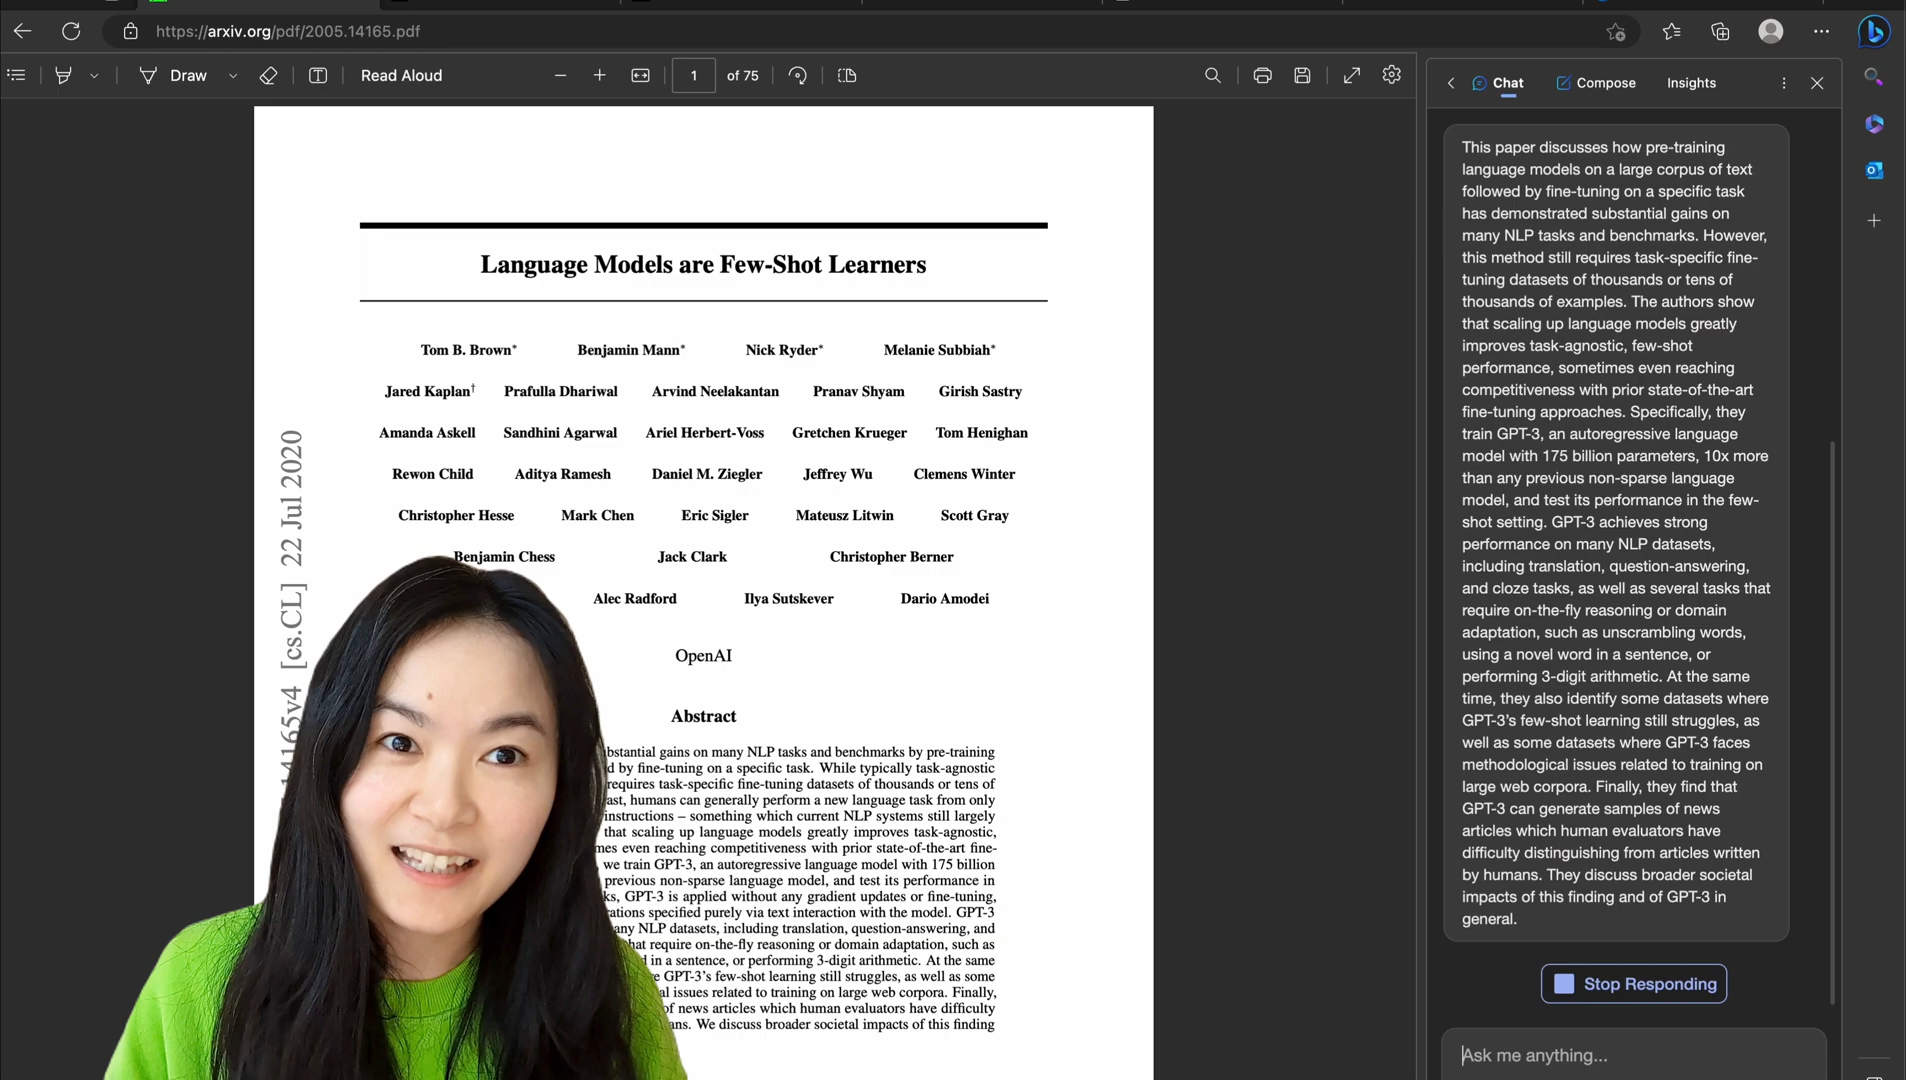 https://arxiv.org/pdf/2005.14165.pdf
Draw
Read Aloud
1 of 75
Language Models are Few-Shot Learners
Tom B. Brown* Benjamin Mann* Nick Ryder* Melanie Subbiah*
Jared Kaplan† Prafulla Dhariwal Arvind Neelakantan Pranav Shyam Girish Sastry
Amanda Askell Sandhini Agarwal Ariel Herbert-Voss Gretchen Krueger Tom Henighan
Rewon Child Aditya Ramesh Daniel M. Ziegler Jeffrey Wu Clemens Winter
Christopher Hesse Mark Chen Eric Sigler Mateusz Litwin Scott Gray
Benjamin Chess Jack Clark Christopher Berner
Alec Radford Ilya Sutskever Dario Amodei
OpenAI
Abstract
gains on many NLP tasks and benchmarks by pre-training
by fine-tuning on a specific task. While typically task-agnostic
requires task-specific fine-tuning datasets of thousands or tens of
humans can generally perform a new language task from only
instructions – something which current NLP systems still largely
that scaling up language models greatly improves task-agnostic,
even reaching competitiveness with prior state-of-the-art fine-
we train GPT-3, an autoregressive language model with 175 billion
previous non-sparse language model, and test its performance in
GPT-3 is applied without any gradient updates or fine-tuning,
specified purely via text interaction with the model. GPT-3
NLP datasets, including translation, question-answering, and
that require on-the-fly reasoning or domain adaptation, such as
in a sentence, or performing 3-digit arithmetic. At the same
GPT-3's few-shot learning still struggles, as well as some
issues related to training on large web corpora. Finally,
of news articles which human evaluators have difficulty
We discuss broader societal impacts of this finding
14165v4 [cs.CL] 22 Jul 2020
Chat
Compose
Insights
This paper discusses how pre-training
language models on a large corpus of text
followed by fine-tuning on a specific task
has demonstrated substantial gains on
many NLP tasks and benchmarks. However,
this method still requires task-specific fine-
tuning datasets of thousands or tens of
thousands of examples. The authors show
that scaling up language models greatly
improves task-agnostic, few-shot
performance, sometimes even reaching
competitiveness with prior state-of-the-art
fine-tuning approaches. Specifically, they
train GPT-3, an autoregressive language
model with 175 billion parameters, 10x more
than any previous non-sparse language
model, and test its performance in the few-
shot setting. GPT-3 achieves strong
performance on many NLP datasets,
including translation, question-answering,
and cloze tasks, as well as several tasks that
require on-the-fly reasoning or domain
adaptation, such as unscrambling words,
using a novel word in a sentence, or
performing 3-digit arithmetic. At the same
time, they also identify some datasets where
GPT-3’s few-shot learning still struggles, as
well as some datasets where GPT-3 faces
methodological issues related to training on
large web corpora. Finally, they find that
GPT-3 can generate samples of news
articles which human evaluators have
difficulty distinguishing from articles written
by humans. They discuss broader societal
impacts of this finding and of GPT-3 in
general.
Stop Responding
Ask me anything...